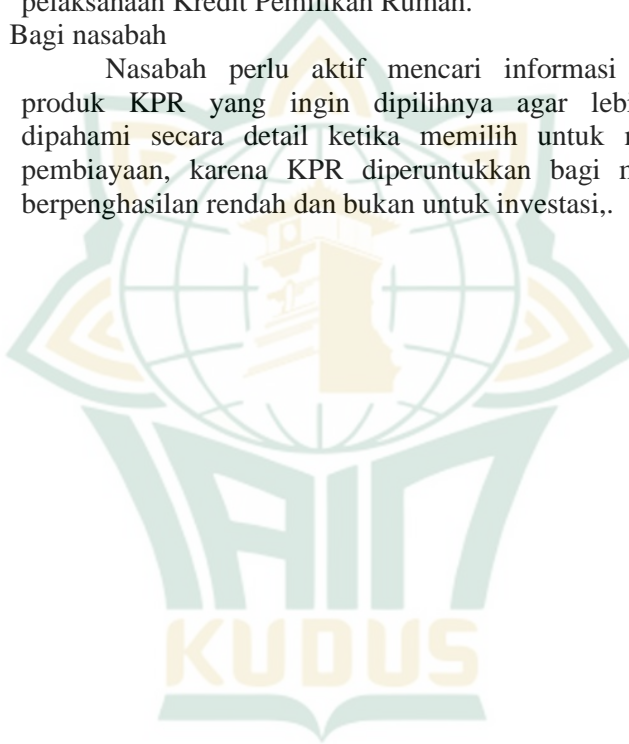 pelaksanaan Kredit Pemilikan Rumah.
Bagi nasabah
Nasabah perlu aktif mencari informasi
produk KPR yang ingin dipilihnya agar
dipahami secara detail ketika memilih untuk
pembiayaan, karena KPR diperuntukkan bagi
berpenghasilan rendah dan bukan untuk investasi,.
IAIN
KUDUS